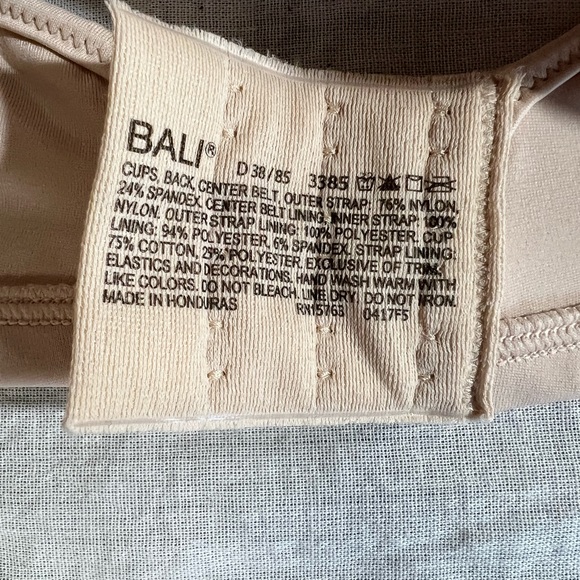 BALI® D 38/85 3385
CUPS, BACK, CENTER BELT, OUTER STRAP: 76% NYLON,
24% SPANDEX. CENTER BELT LINING, INNER STRAP: 100%
NYLON. OUTER STRAP LINING: 100% POLYESTER. CUP
LINING: 94% POLYESTER, 6% SPANDEX. STRAP LINING:
75% COTTON, 25% POLYESTER, EXCLUSIVE OF TRIM,
ELASTICS AND DECORATIONS. HAND WASH WARM WITH
LIKE COLORS. DO NOT BLEACH. LINE DRY. DO NOT IRON.
MADE IN HONDURAS RN15763 0417F5